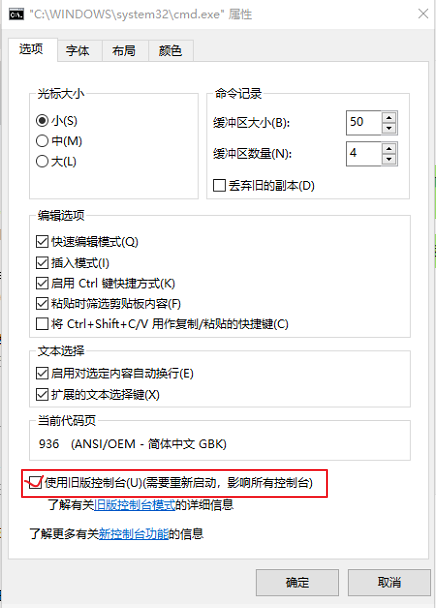 "C:\WINDOWS\system32\cmd.exe" 属性
选项 字体 布局 颜色
光标大小
小(S)
中(M)
大(L)
命令记录
缓冲区大小(B): 50
缓冲区数量(N): 4
丢弃旧的副本(D)
编辑选项
快速编辑模式(Q)
插入模式(I)
启用 Ctrl 键快捷方式(K)
粘贴时筛选剪贴板内容(F)
将 Ctrl+Shift+C/V 用作复制/粘贴的快捷键(C)
文本选择
启用对选定内容自动换行(E)
扩展的文本选择键(X)
当前代码页
936 (ANSI/OEM - 简体中文 GBK)
使用旧版控制台(U)(需要重新启动，影响所有控制台)
了解有关旧版控制台模式的详细信息
了解更多有关新控制台功能的信息
确定 取消